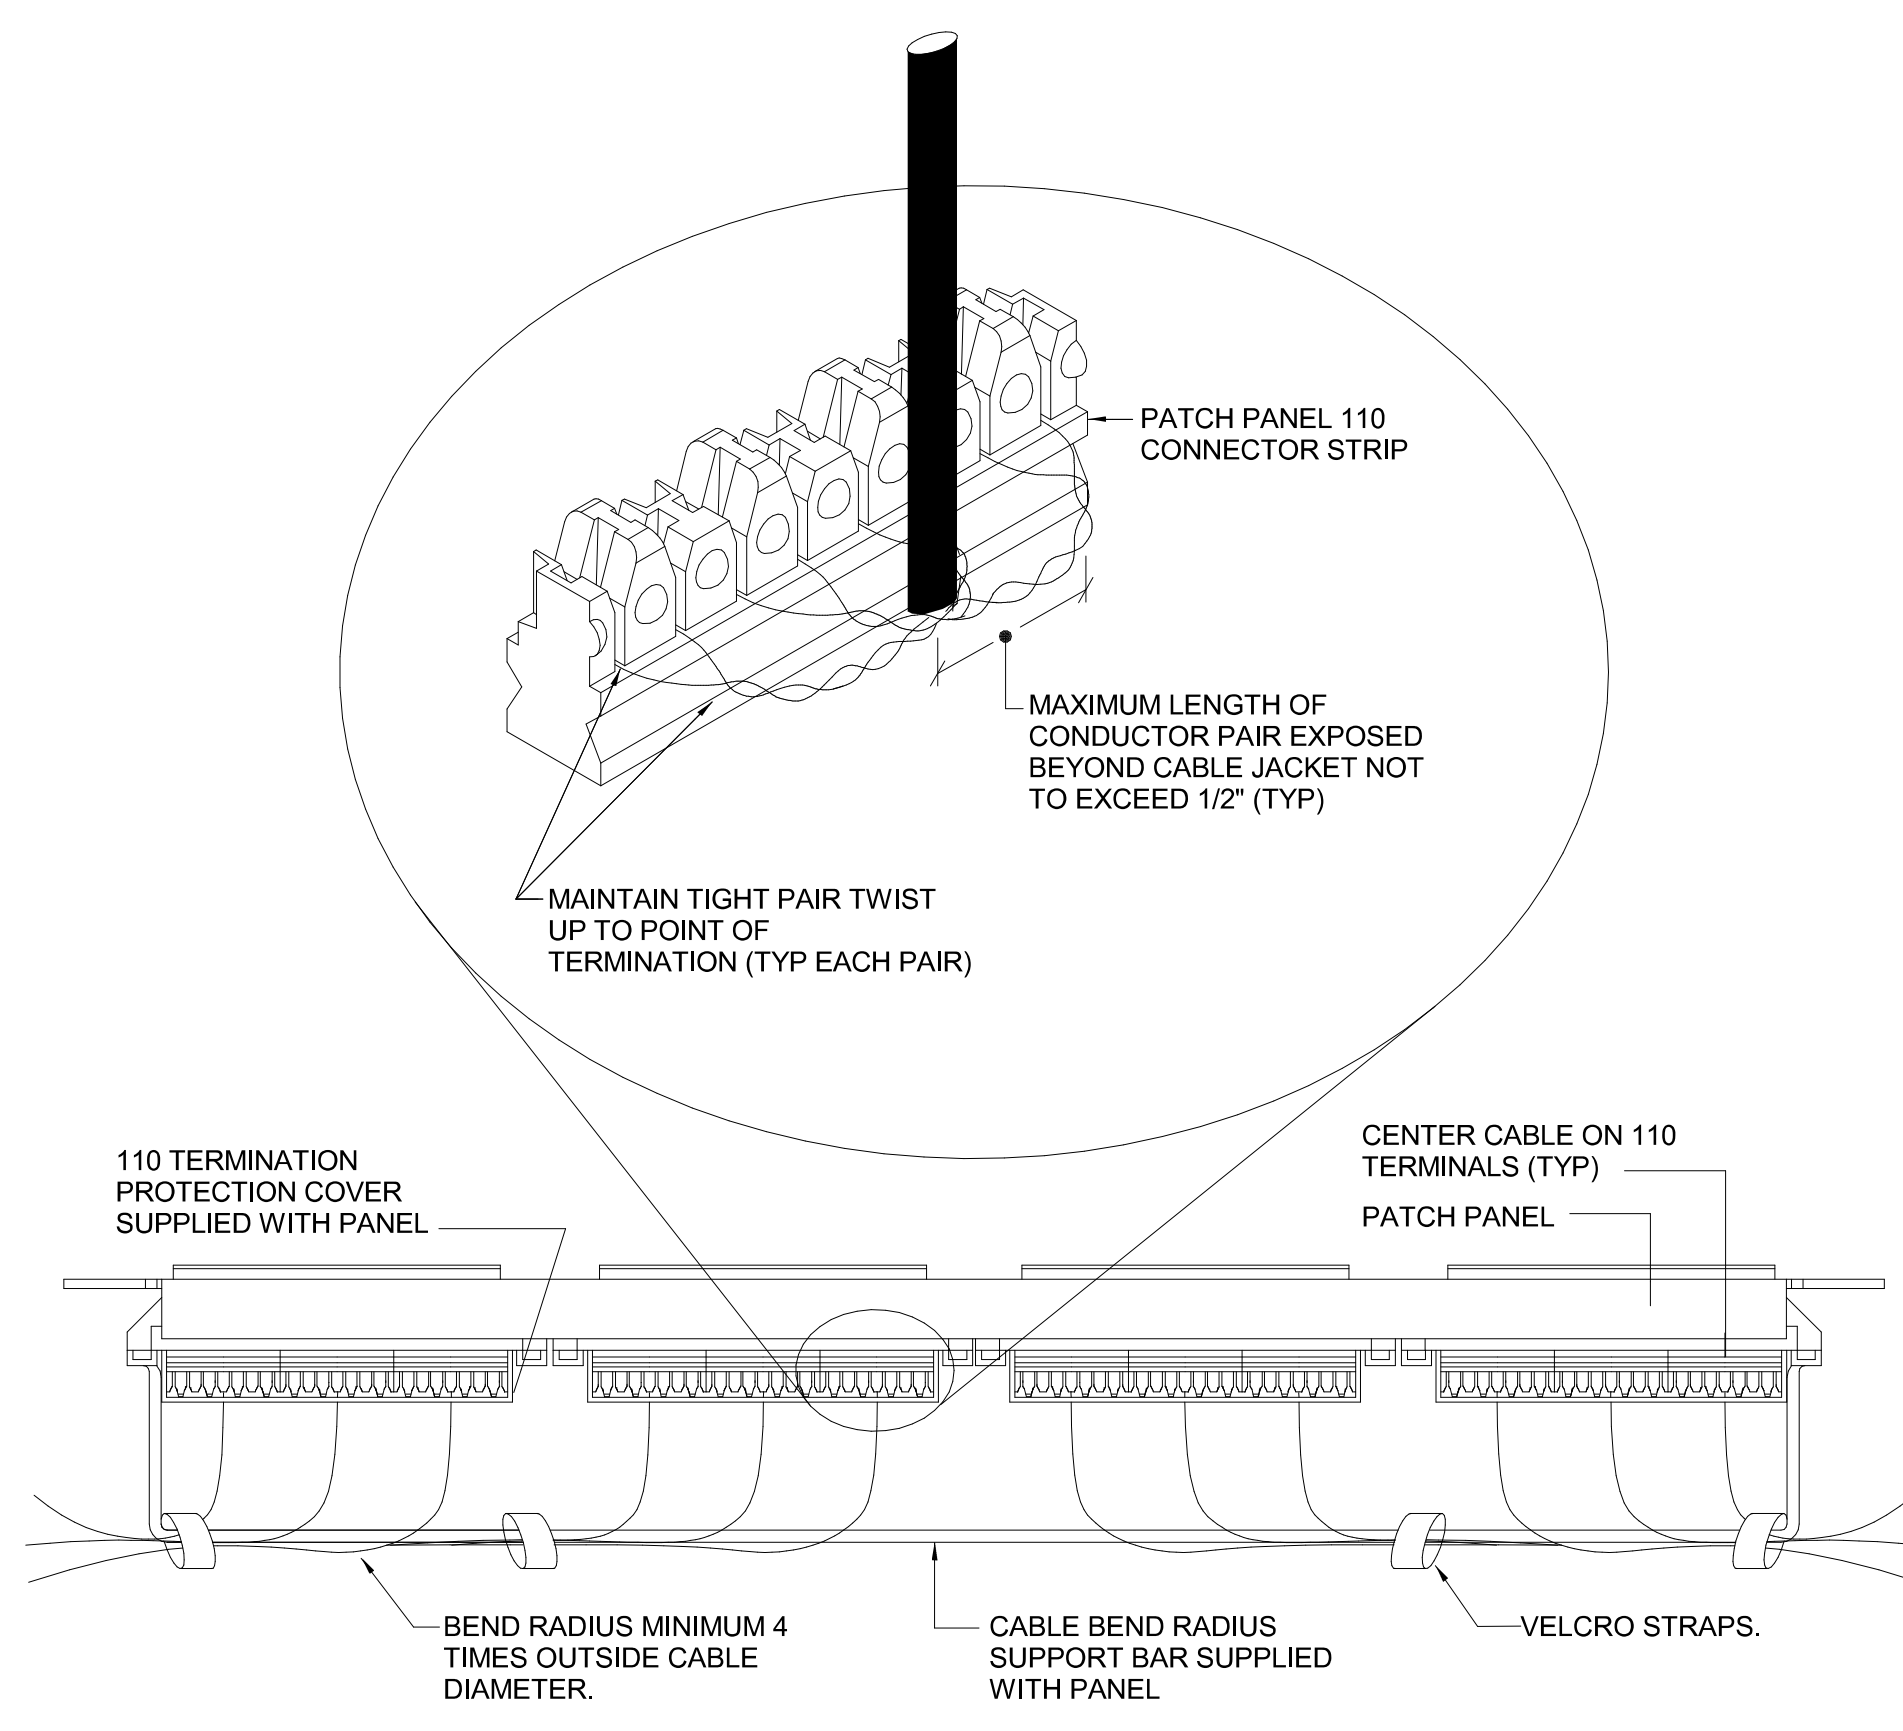 PATCH PANEL 110
CONNECTOR STRIP
MAXIMUM LENGTH OF
CONDUCTOR PAIR EXPOSED
BEYOND CABLE JACKET NOT
TO EXCEED 1/2" (TYP)
MAINTAIN TIGHT PAIR TWIST
UP TO POINT OF
TERMINATION (TYP EACH PAIR)
110 TERMINATION
PROTECTION COVER
SUPPLIED WITH PANEL
CENTER CABLE ON 110
TERMINALS (TYP)
PATCH PANEL
BEND RADIUS MINIMUM 4
TIMES OUTSIDE CABLE
DIAMETER.
CABLE BEND RADIUS
SUPPORT BAR SUPPLIED
WITH PANEL
VELCRO STRAPS.